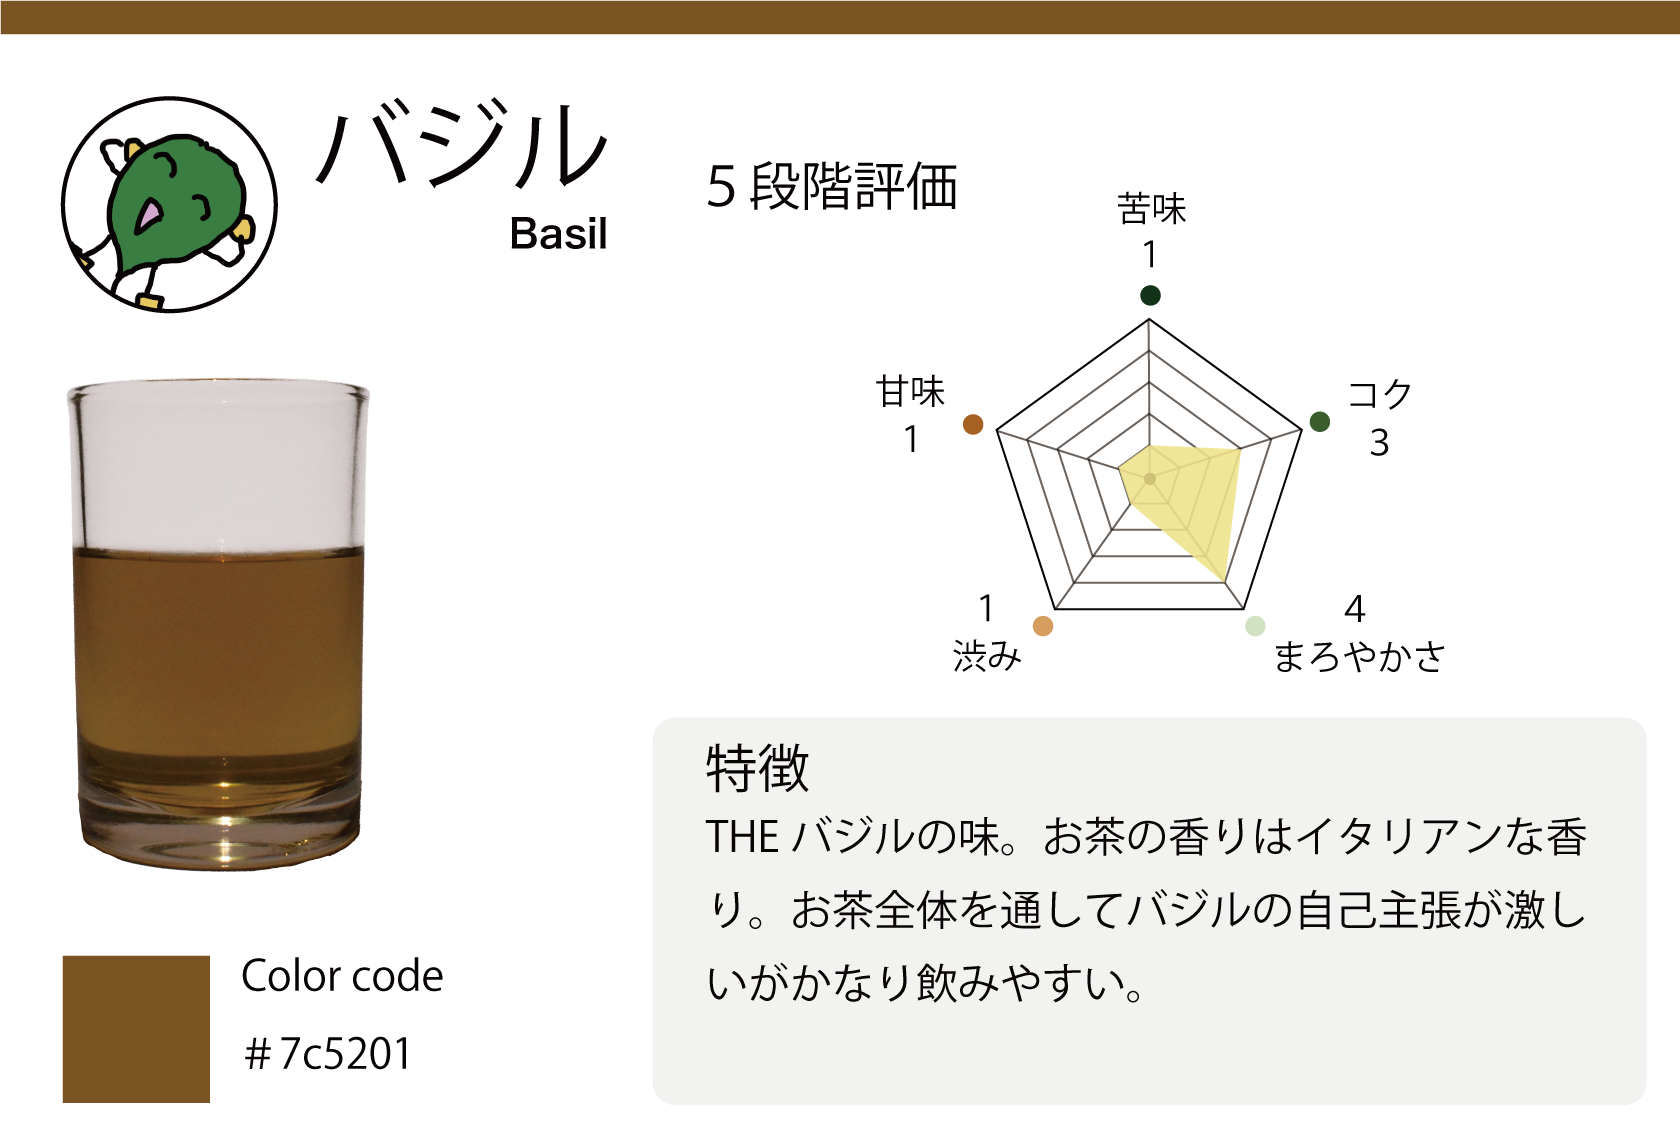 バジル
Basil
5 段階評価
苦味
1
甘味
1
コク
3
1
渋み
4
まろやかさ
特徴
THE バジルの味。お茶の香りはイタリアンな香
り。お茶全体を通してバジルの自己主張が激し
いがかなり飲みやすい。
Color code
# 7c5201